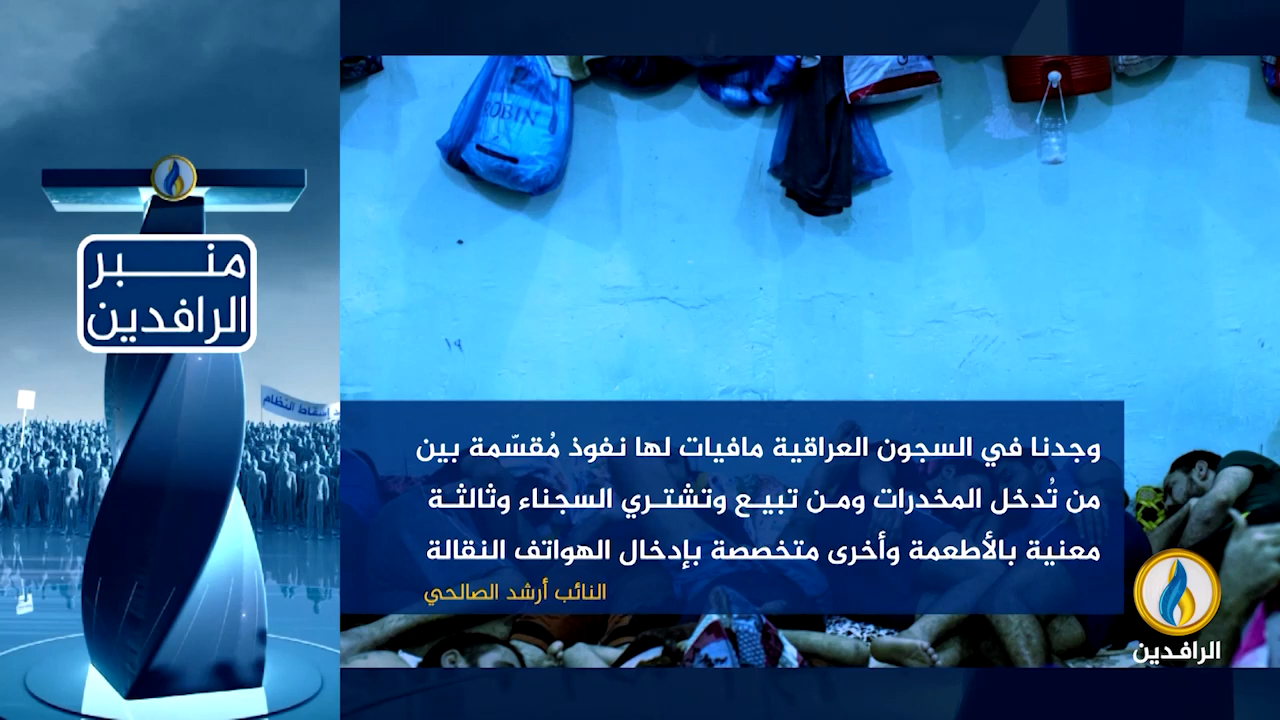 منبر
الرافدين
إسقاط النظام
ROBIN
١٩
وجدنا في السجون العراقية مافيات لها نفوذ مُقسّمة بين
من تُدخل المخدرات ومن تبيع وتشتري السجناء وثالثة
معنية بالأطعمة وأخرى متخصصة بإدخال الهواتف النقالة
النائب أرشد الصالحي
الرافدين